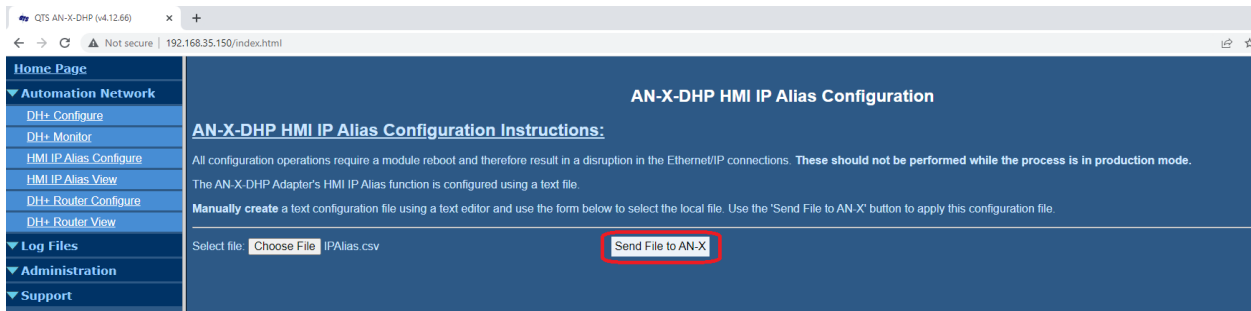 QTS AN-X-DHP (v4.12.66)
Not secure | 192.168.35.150/index.html
Home Page
Automation Network
DH+ Configure
DH+ Monitor
HMI IP Alias Configure
HMI IP Alias View
DH+ Router Configure
DH+ Router View
Log Files
Administration
Support
AN-X-DHP HMI IP Alias Configuration
AN-X-DHP HMI IP Alias Configuration Instructions:
All configuration operations require a module reboot and therefore result in a disruption in the Ethernet/IP connections. These should not be performed while the process is in production mode.
The AN-X-DHP Adapter's HMI IP Alias function is configured using a text file.
Manually create a text configuration file using a text editor and use the form below to select the local file. Use the 'Send File to AN-X' button to apply this configuration file.
Select file: Choose File IPAlias.csv Send File to AN-X